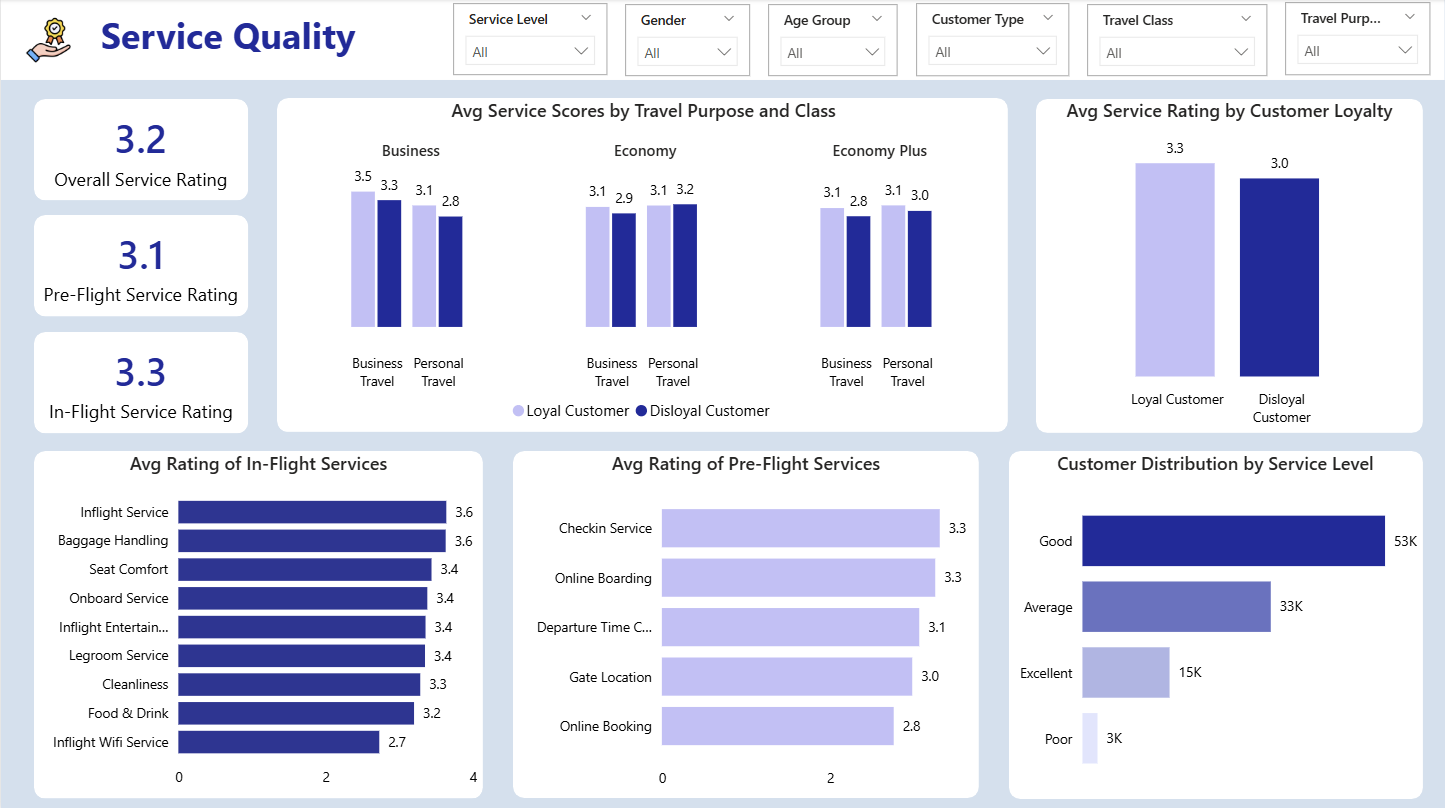 Service Quality
Service Level
All
Gender
All
Age Group
All
Customer Type
All
Travel Class
All
Travel Purp...
All
3.2
Overall Service Rating
3.1
Pre-Flight Service Rating
3.3
In-Flight Service Rating
Avg Service Scores by Travel Purpose and Class
Business
Economy
Economy Plus
3.5
3.3
3.1
2.8
3.1
2.9
3.1
3.2
3.1
2.8
3.1
3.0
Business
Travel
Personal
Travel
Business
Travel
Personal
Travel
Business
Travel
Personal
Travel
Loyal Customer
Disloyal Customer
Avg Service Rating by Customer Loyalty
3.3
3.0
Loyal Customer
Disloyal
Customer
Avg Rating of In-Flight Services
Inflight Service 3.6
Baggage Handling 3.6
Seat Comfort 3.4
Onboard Service 3.4
Inflight Entertain... 3.4
Legroom Service 3.4
Cleanliness 3.3
Food & Drink 3.2
Inflight Wifi Service 2.7
0 2 4
Avg Rating of Pre-Flight Services
Checkin Service 3.3
Online Boarding 3.3
Departure Time C... 3.1
Gate Location 3.0
Online Booking 2.8
0 2
Customer Distribution by Service Level
Good 53K
Average 33K
Excellent 15K
Poor 3K